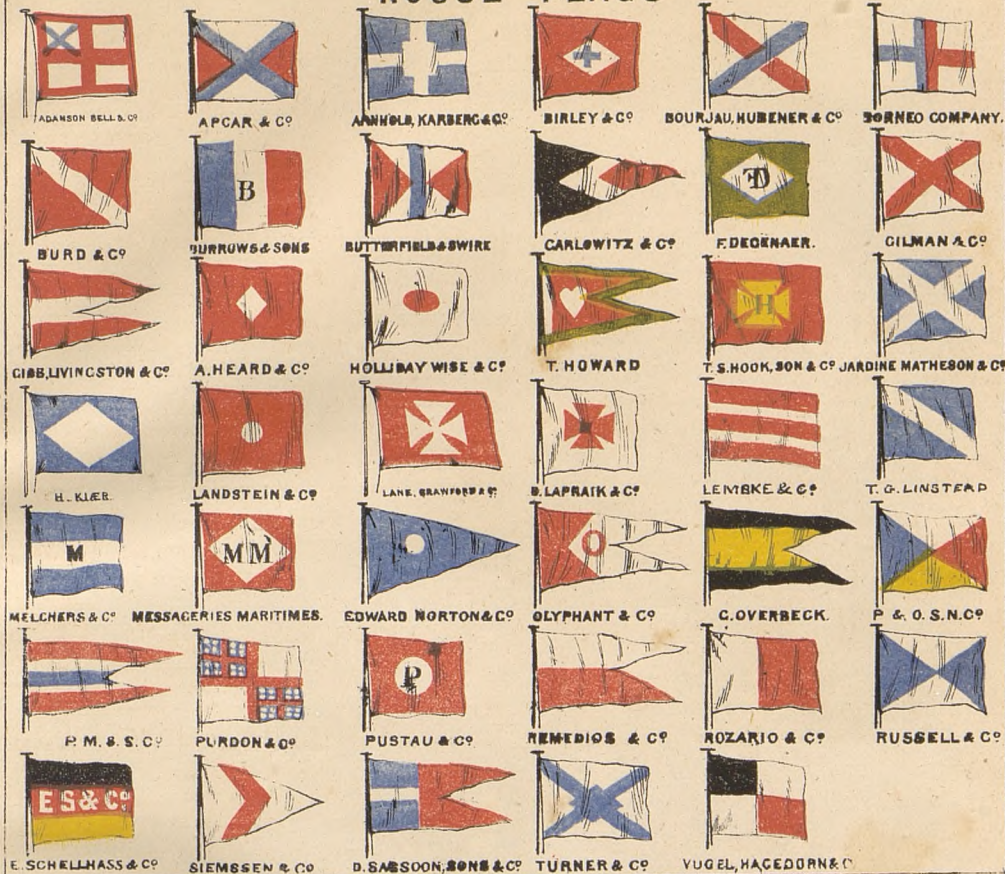 HOUSE FLAGS
ADAMSON BELL & Cº
APCAR & Cº
ARNHOLD, KARBERG & Cº
BIRLEY & Cº
BOURJAU, HUBENER & Cº
BORNEO COMPANY.
B
FD
BURD & Cº
BURROWS & SONS
BUTTERFIELD & SWIRE
CARLOWITZ & Cº
F. DEGENAER.
GILMAN & Cº
H
GIBB, LIVINGSTON & Cº
A. HEARD & Cº
HOLLIDAY WISE & Cº
T. HOWARD
T. S. HOOK, SON & Cº
JARDINE MATHESON & Cº
H. KIÆR.
LANDSTEIN & Cº
LANE, CRAWFORD & Cº
D. LAPRAIK & Cº
LEMBKE & Cº
T. G. LINSTEAD
M
MM
O
MELCHERS & Cº
MESSAGERIES MARITIMES.
EDWARD NORTON & Cº
OLYPHANT & Cº
G. OVERBECK.
P & O. S. N. Cº
P
P. M. S. S. Cº
PURDON & Cº
PUSTAU & Cº
REMEDIOS & Cº
ROZARIO & Cº
RUSSELL & Cº
ES & Cº
E. SCHELLHASS & Cº
SIEMSSEN & Cº
D. SASSOON, SONS & Cº
TURNER & Cº
VOGEL, HAGEDORN & C